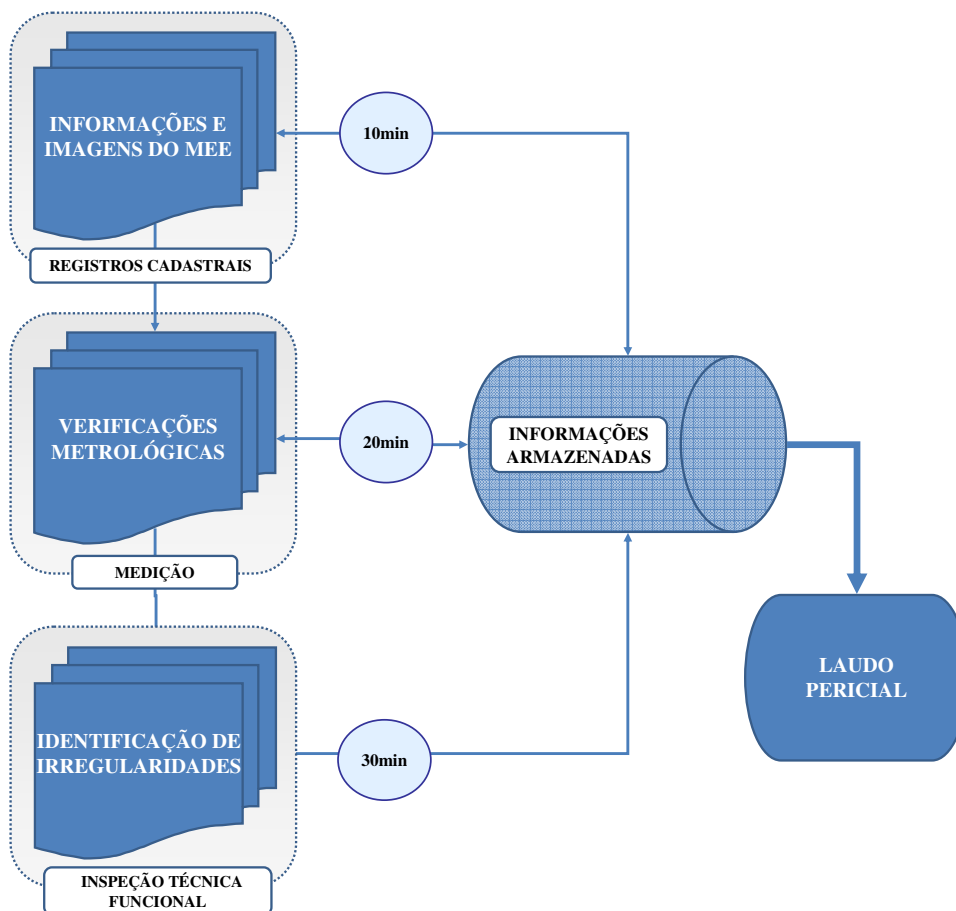 INFORMAÇÕES E
IMAGENS DO MEE
10min
REGISTROS CADASTRAIS
VERIFICAÇÕES
METROLÓGICAS
20min
INFORMAÇÕES
ARMAZENADAS
MEDIÇÃO
LAUDO
PERICIAL
IDENTIFICAÇÃO DE
IRREGULARIDADES
30min
INSPEÇÃO TÉCNICA
FUNCIONAL